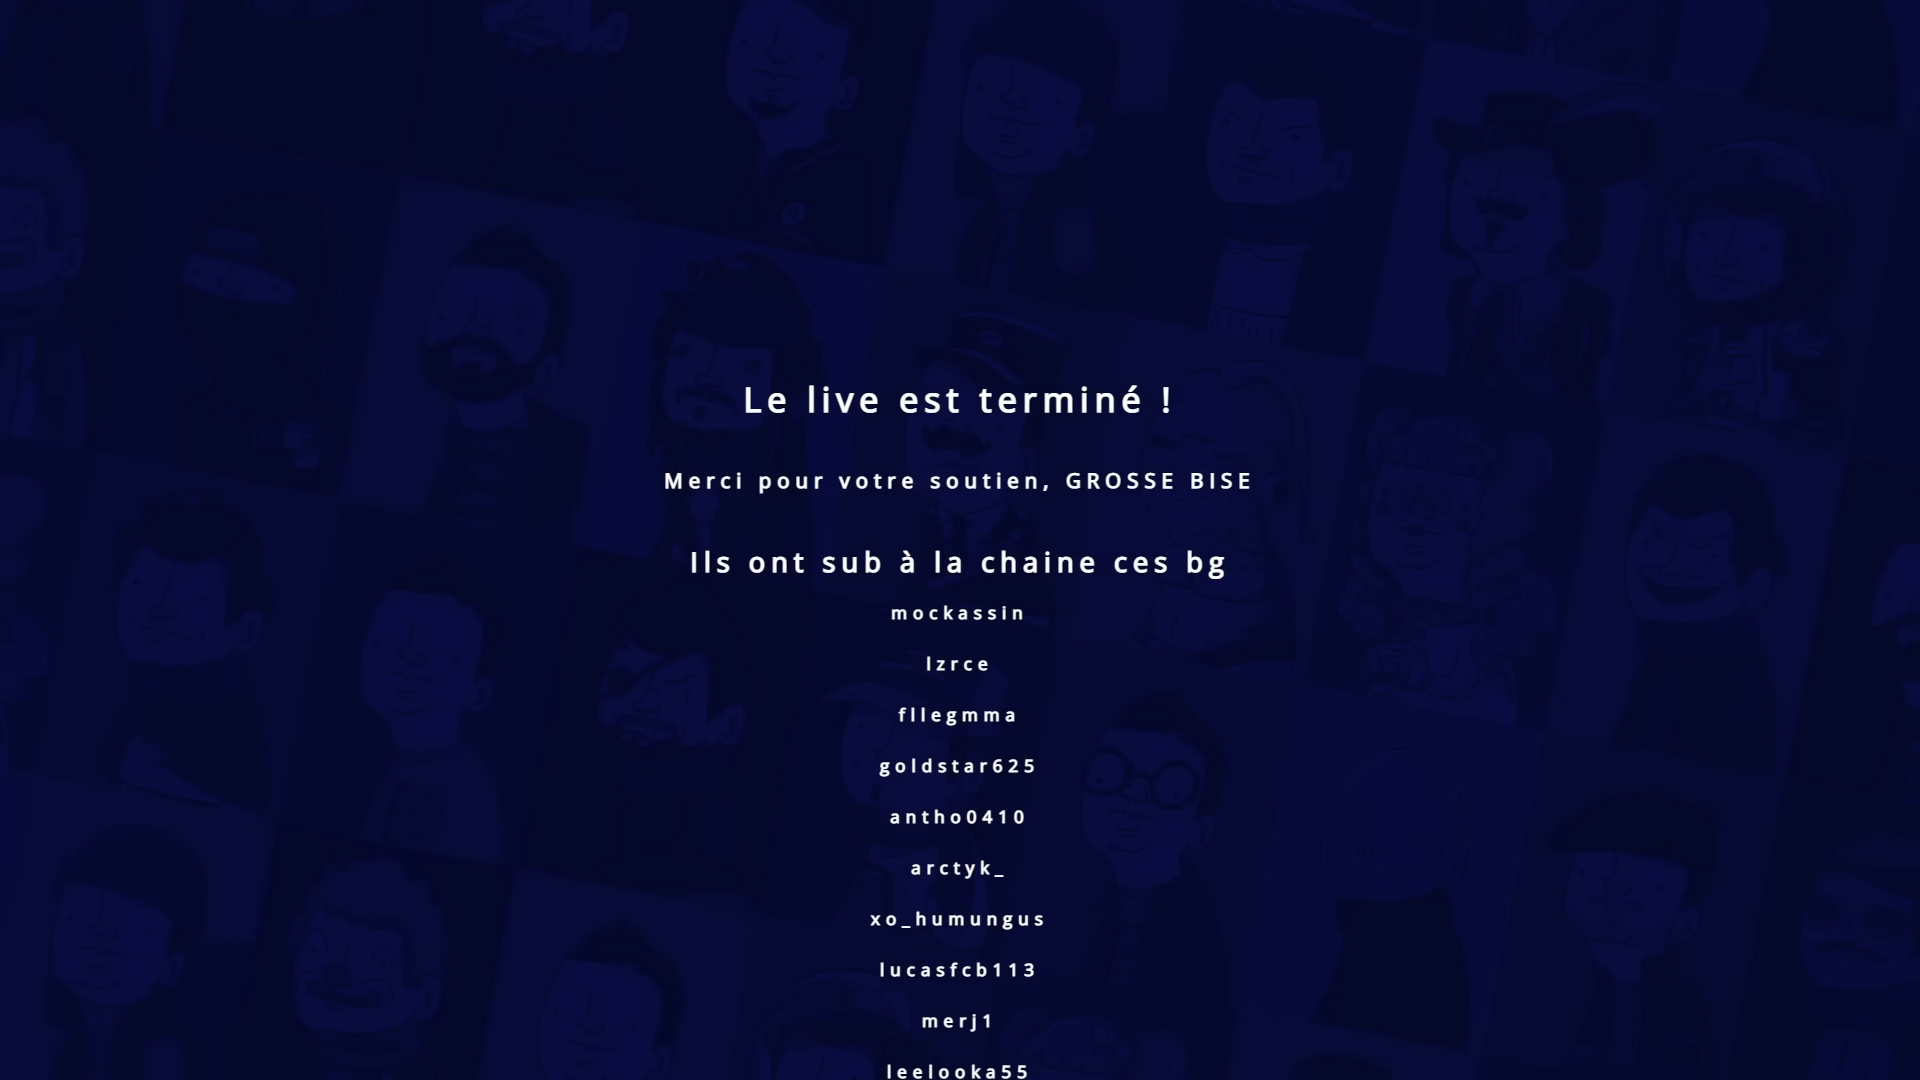 Le live est terminé !
Merci pour votre soutien, GROSSE BISE
Ils ont sub à la chaine ces bg
mockassin
lzrce
fllegmma
goldstar625
antho0410
arctyk_
xo_humungus
lucasfcb113
merj1
leelooka55